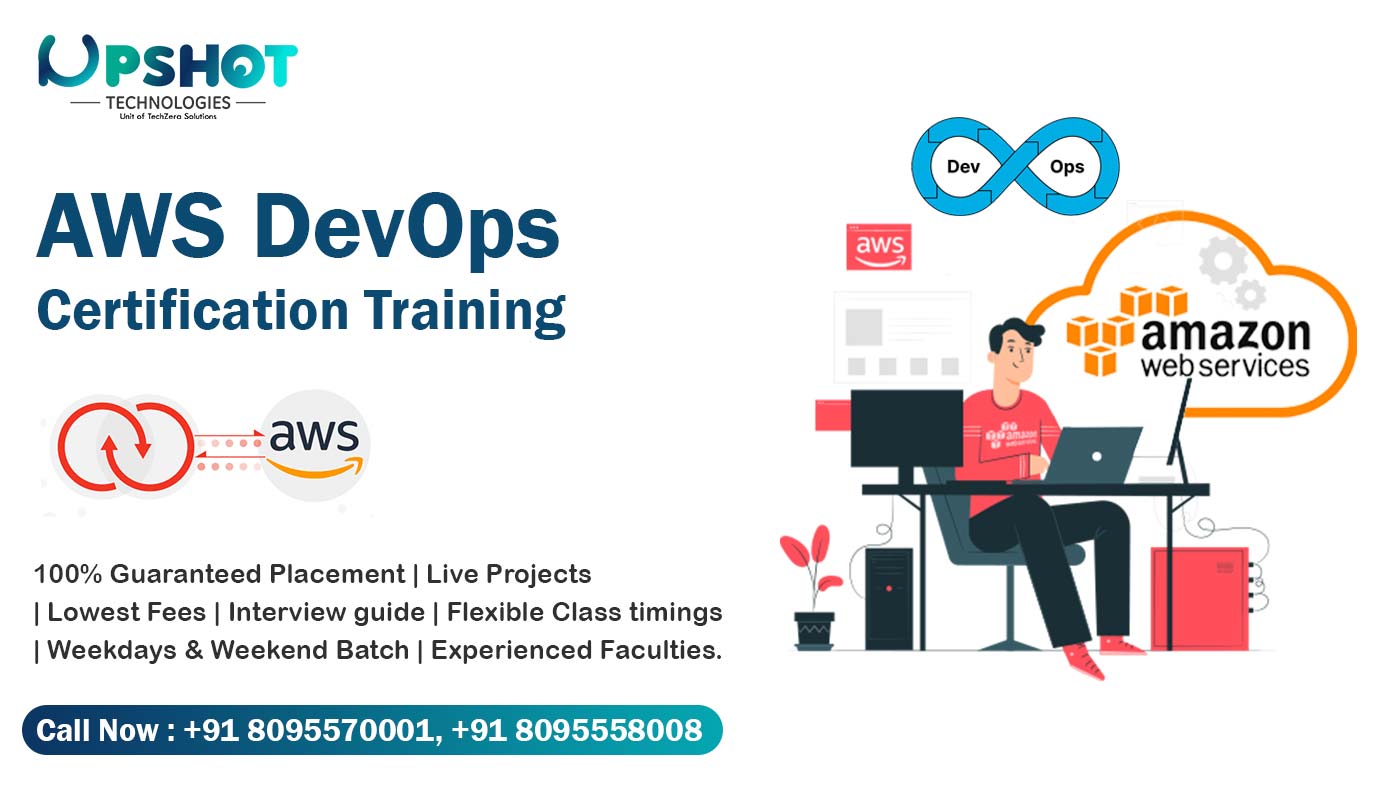 UPSHOT
TECHNOLOGIES
Unit of TechZera Solutions
AWS DevOps
Certification Training
aws
100% Guaranteed Placement | Live Projects
| Lowest Fees | Interview guide | Flexible Class timings
| Weekdays & Weekend Batch | Experienced Faculties.
Call Now : +91 8095570001, +91 8095558008
Dev Ops
aws
amazon
web services
amazon
webservices